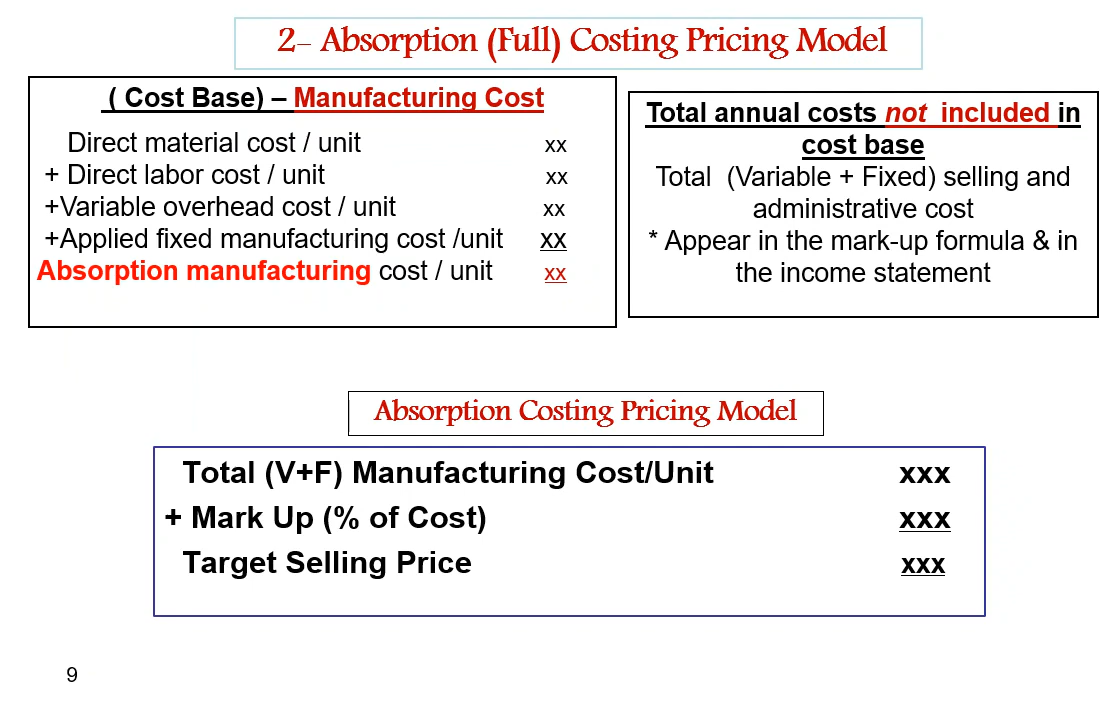 2- Absorption (Full) Costing Pricing Model
( Cost Base) – Manufacturing Cost
Direct material cost / unit xx
+ Direct labor cost / unit xx
+Variable overhead cost / unit xx
+Applied fixed manufacturing cost /unit xx
Absorption manufacturing cost / unit xx
Total annual costs not included in
cost base
Total (Variable + Fixed) selling and
administrative cost
* Appear in the mark-up formula & in
the income statement
Absorption Costing Pricing Model
Total (V+F) Manufacturing Cost/Unit xxx
+ Mark Up (% of Cost) xxx
Target Selling Price xxx
9